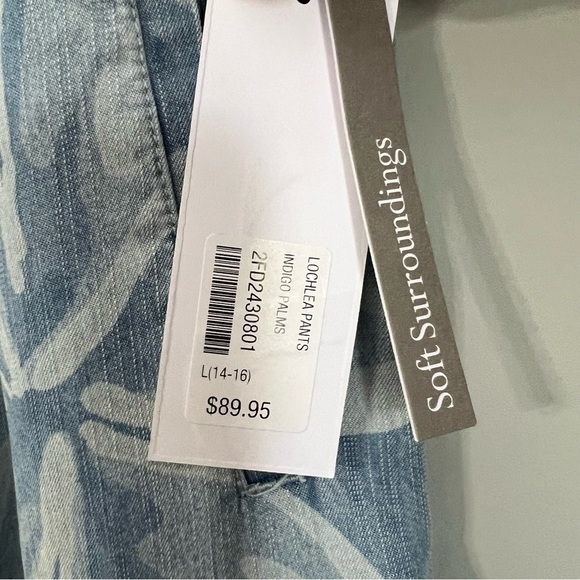 LOCHLEA PANTS
INDIGO PALMS
2FD2430801
L(14-16)
$89.95
Soft Surroundings